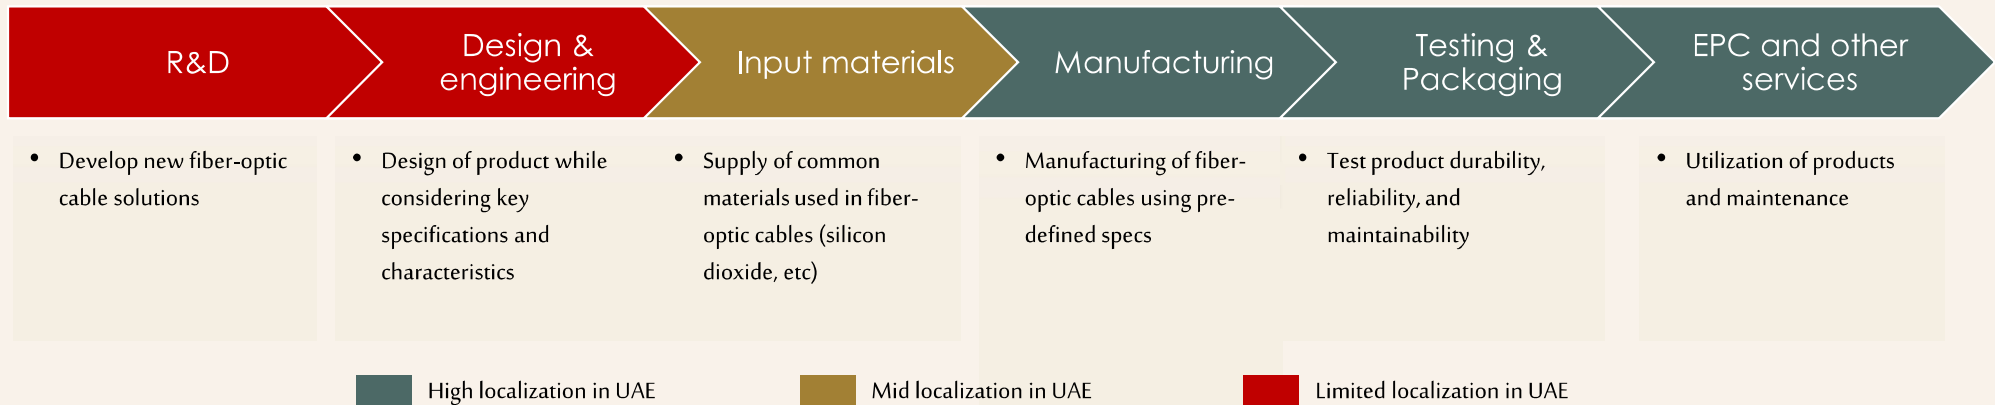 R&D
Design &
engineering
Input materials
Manufacturing
Testing &
Packaging
EPC and other
services
• Develop new fiber-optic
cable solutions
• Design of product while
considering key
specifications and
characteristics
• Supply of common
materials used in fiber-
optic cables (silicon
dioxide, etc)
• Manufacturing of fiber-
optic cables using pre-
defined specs
• Test product durability,
reliability, and
maintainability
• Utilization of products
and maintenance
High localization in UAE
Mid localization in UAE
Limited localization in UAE